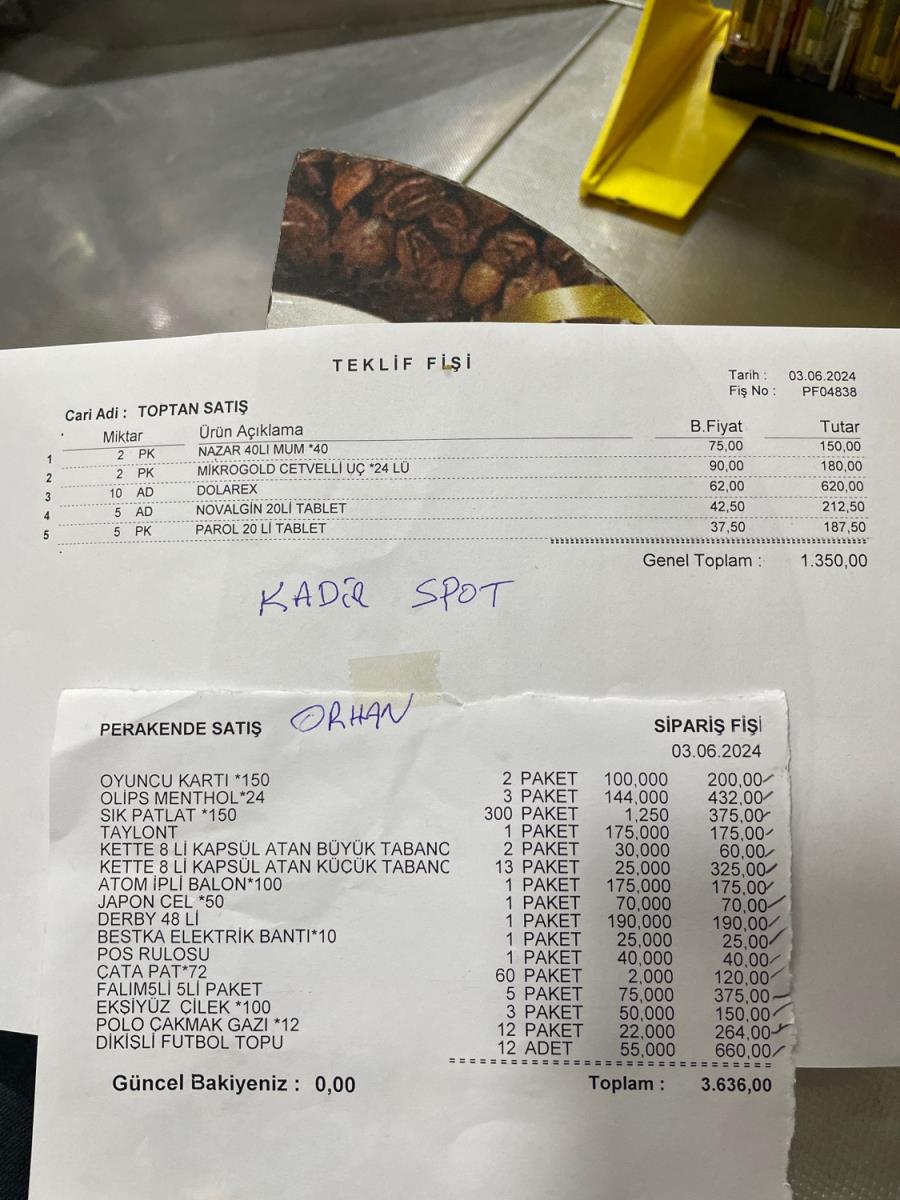 TEKLİF FİŞİ
Tarih : 03.06.2024
Fiş No : PF04838
Cari Adi : TOPTAN SATIŞ
Miktar Ürün Açıklama B.Fiyat Tutar
1 2 PK NAZAR 40LI MUM *40 75,00 150,00
2 2 PK MİKROGOLD CETVELLİ UÇ *24 LÜ 90,00 180,00
3 10 AD DOLAREX 62,00 620,00
4 5 AD NOVALGİN 20Lİ TABLET 42,50 212,50
5 5 PK PAROL 20 Lİ TABLET 37,50 187,50
Genel Toplam : 1.350,00
KADİR SPOT
PERAKENDE SATIŞ ORHAN SİPARİŞ FİŞİ
03.06.2024
OYUNCU KARTI *150 2 PAKET 100,000 200,00
OLİPS MENTHOL*24 3 PAKET 144,000 432,00
SIK PATLAT *150 300 PAKET 1,250 375,00
TAYLONT 1 PAKET 175,000 175,00
KETTE 8 Lİ KAPSÜL ATAN BÜYÜK TABANC 2 PAKET 30,000 60,00
KETTE 8 Lİ KAPSÜL ATAN KÜÇÜK TABANC 13 PAKET 25,000 325,00
ATOM İPLİ BALON*100 1 PAKET 175,000 175,00
JAPON CEL *50 1 PAKET 70,000 70,00
DERBY 48 Lİ 1 PAKET 190,000 190,00
BESTKA ELEKTRİK BANTI*10 1 PAKET 25,000 25,00
POS RULOSU 1 PAKET 40,000 40,00
ÇATA PAT*72 60 PAKET 2,000 120,00
FALIM5Lİ 5Lİ PAKET 5 PAKET 75,000 375,00
EKŞİYÜZ ÇİLEK *100 3 PAKET 50,000 150,00
POLO ÇAKMAK GAZI *12 12 PAKET 22,000 264,00
DİKİŞLİ FUTBOL TOPU 12 ADET 55,000 660,00
Güncel Bakiyeniz : 0,00 Toplam : 3.636,00